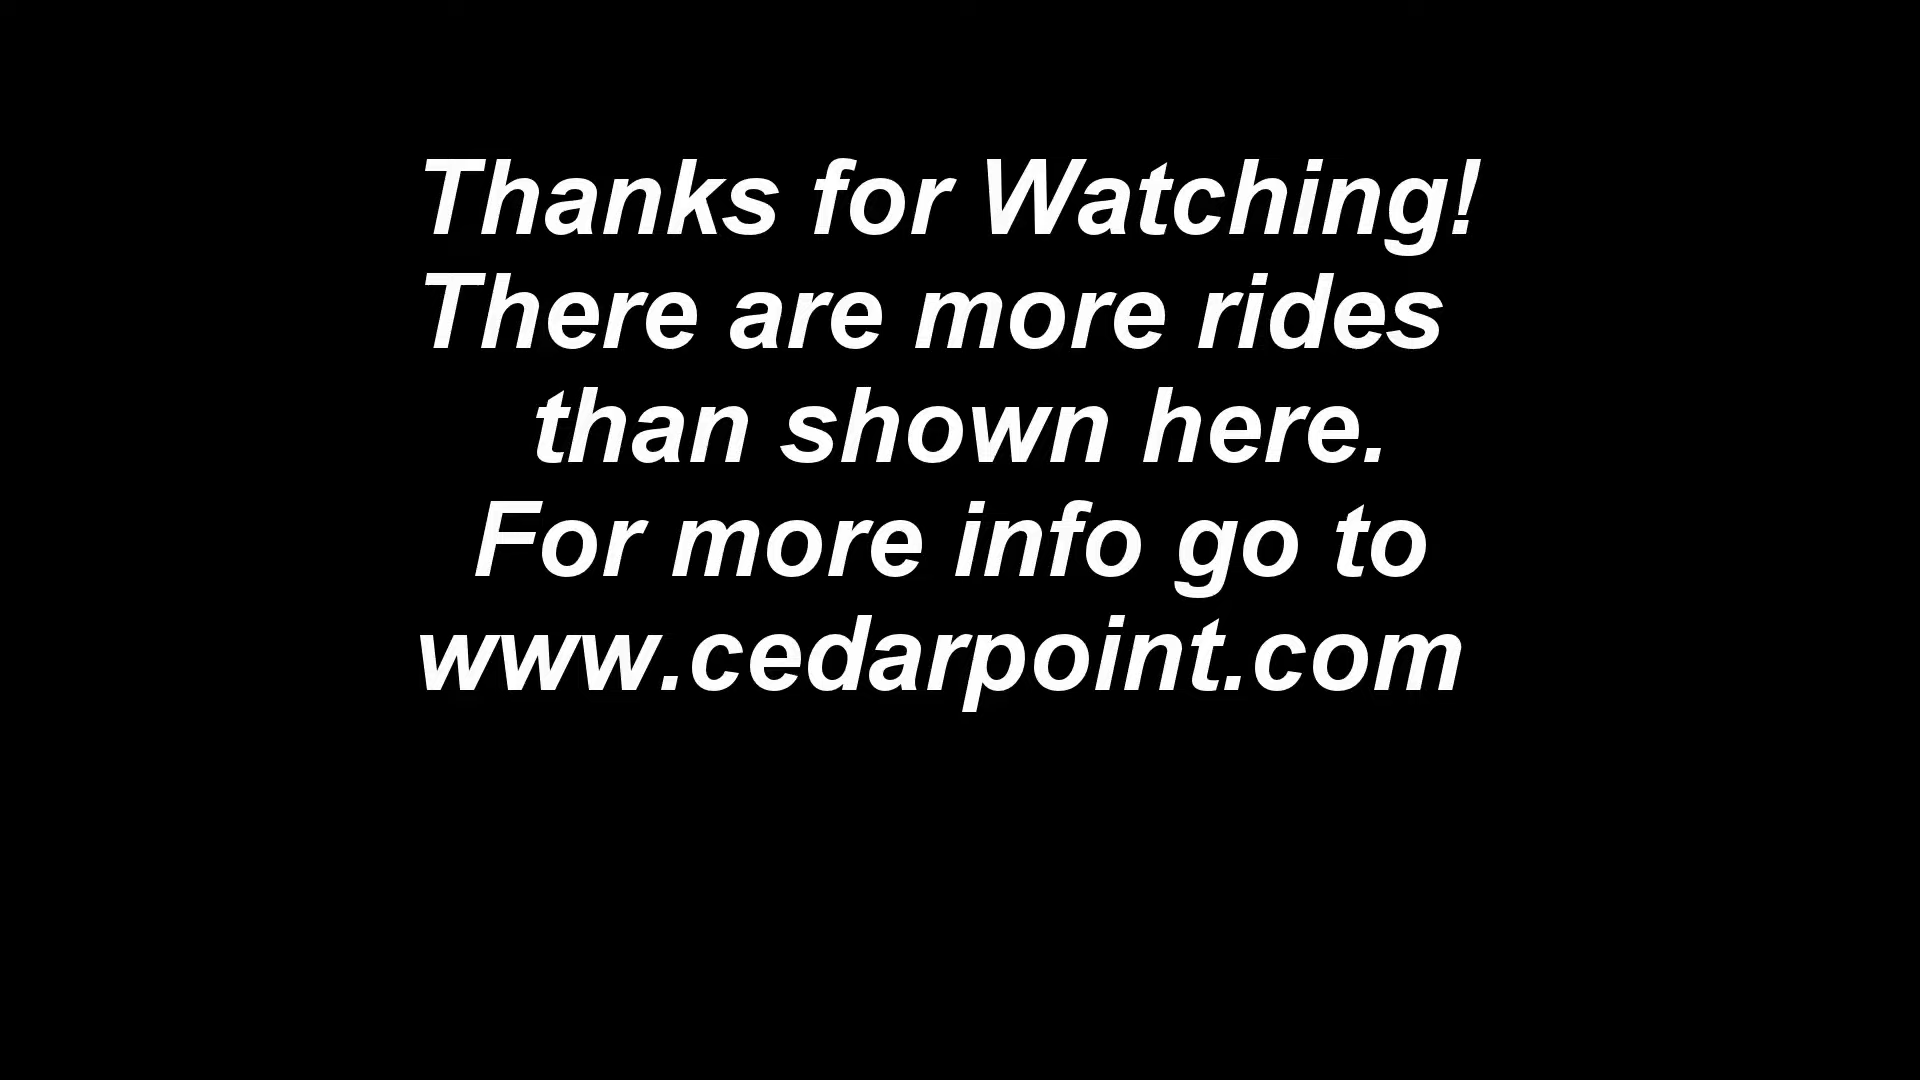 Thanks for Watching!
There are more rides
than shown here.
For more info go to
www.cedarpoint.com